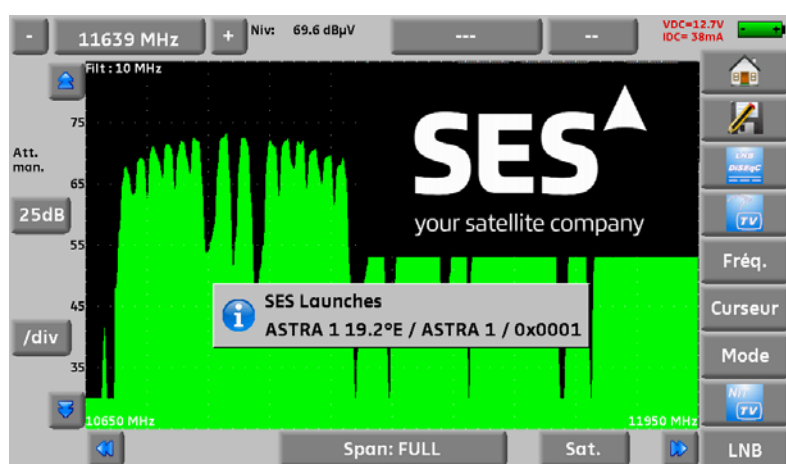 -
11639 MHz
+
Niv: 69.6 dBµV
---
--
VDC=12.7V
IDC= 38mA
- +
Filt: 10 MHz
75
Att.
man.
65
25dB
55
45
/div
35
SES
your satellite company
SES Launches
ASTRA 1 19.2°E / ASTRA 1 / 0x0001
10650 MHz
11950 MHz
Span: FULL
Sat.
LNB
DiSEqC
TV
Fréq.
Curseur
Mode
NIT
TV
LNB